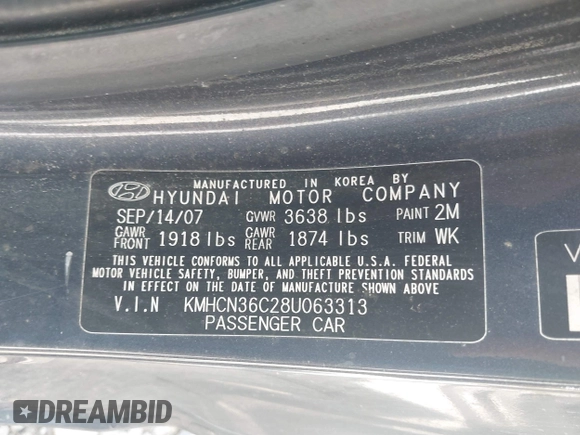 MANUFACTURED IN KOREA BY
HYUNDAI MOTOR COMPANY
SEP/14/07 GVWR 3638 lbs PAINT 2M
GAWR FRONT 1918 lbs GAWR REAR 1874 lbs TRIM WK
THIS VEHICLE CONFORMS TO ALL APPLICABLE U.S.A. FEDERAL
MOTOR VEHICLE SAFETY, BUMPER, AND THEFT PREVENTION STANDARDS
IN EFFECT ON THE DATE OF MANUFACTURE SHOWN ABOVE
V.I.N KMHCN36C28U063313
PASSENGER CAR
V
DREAMBID